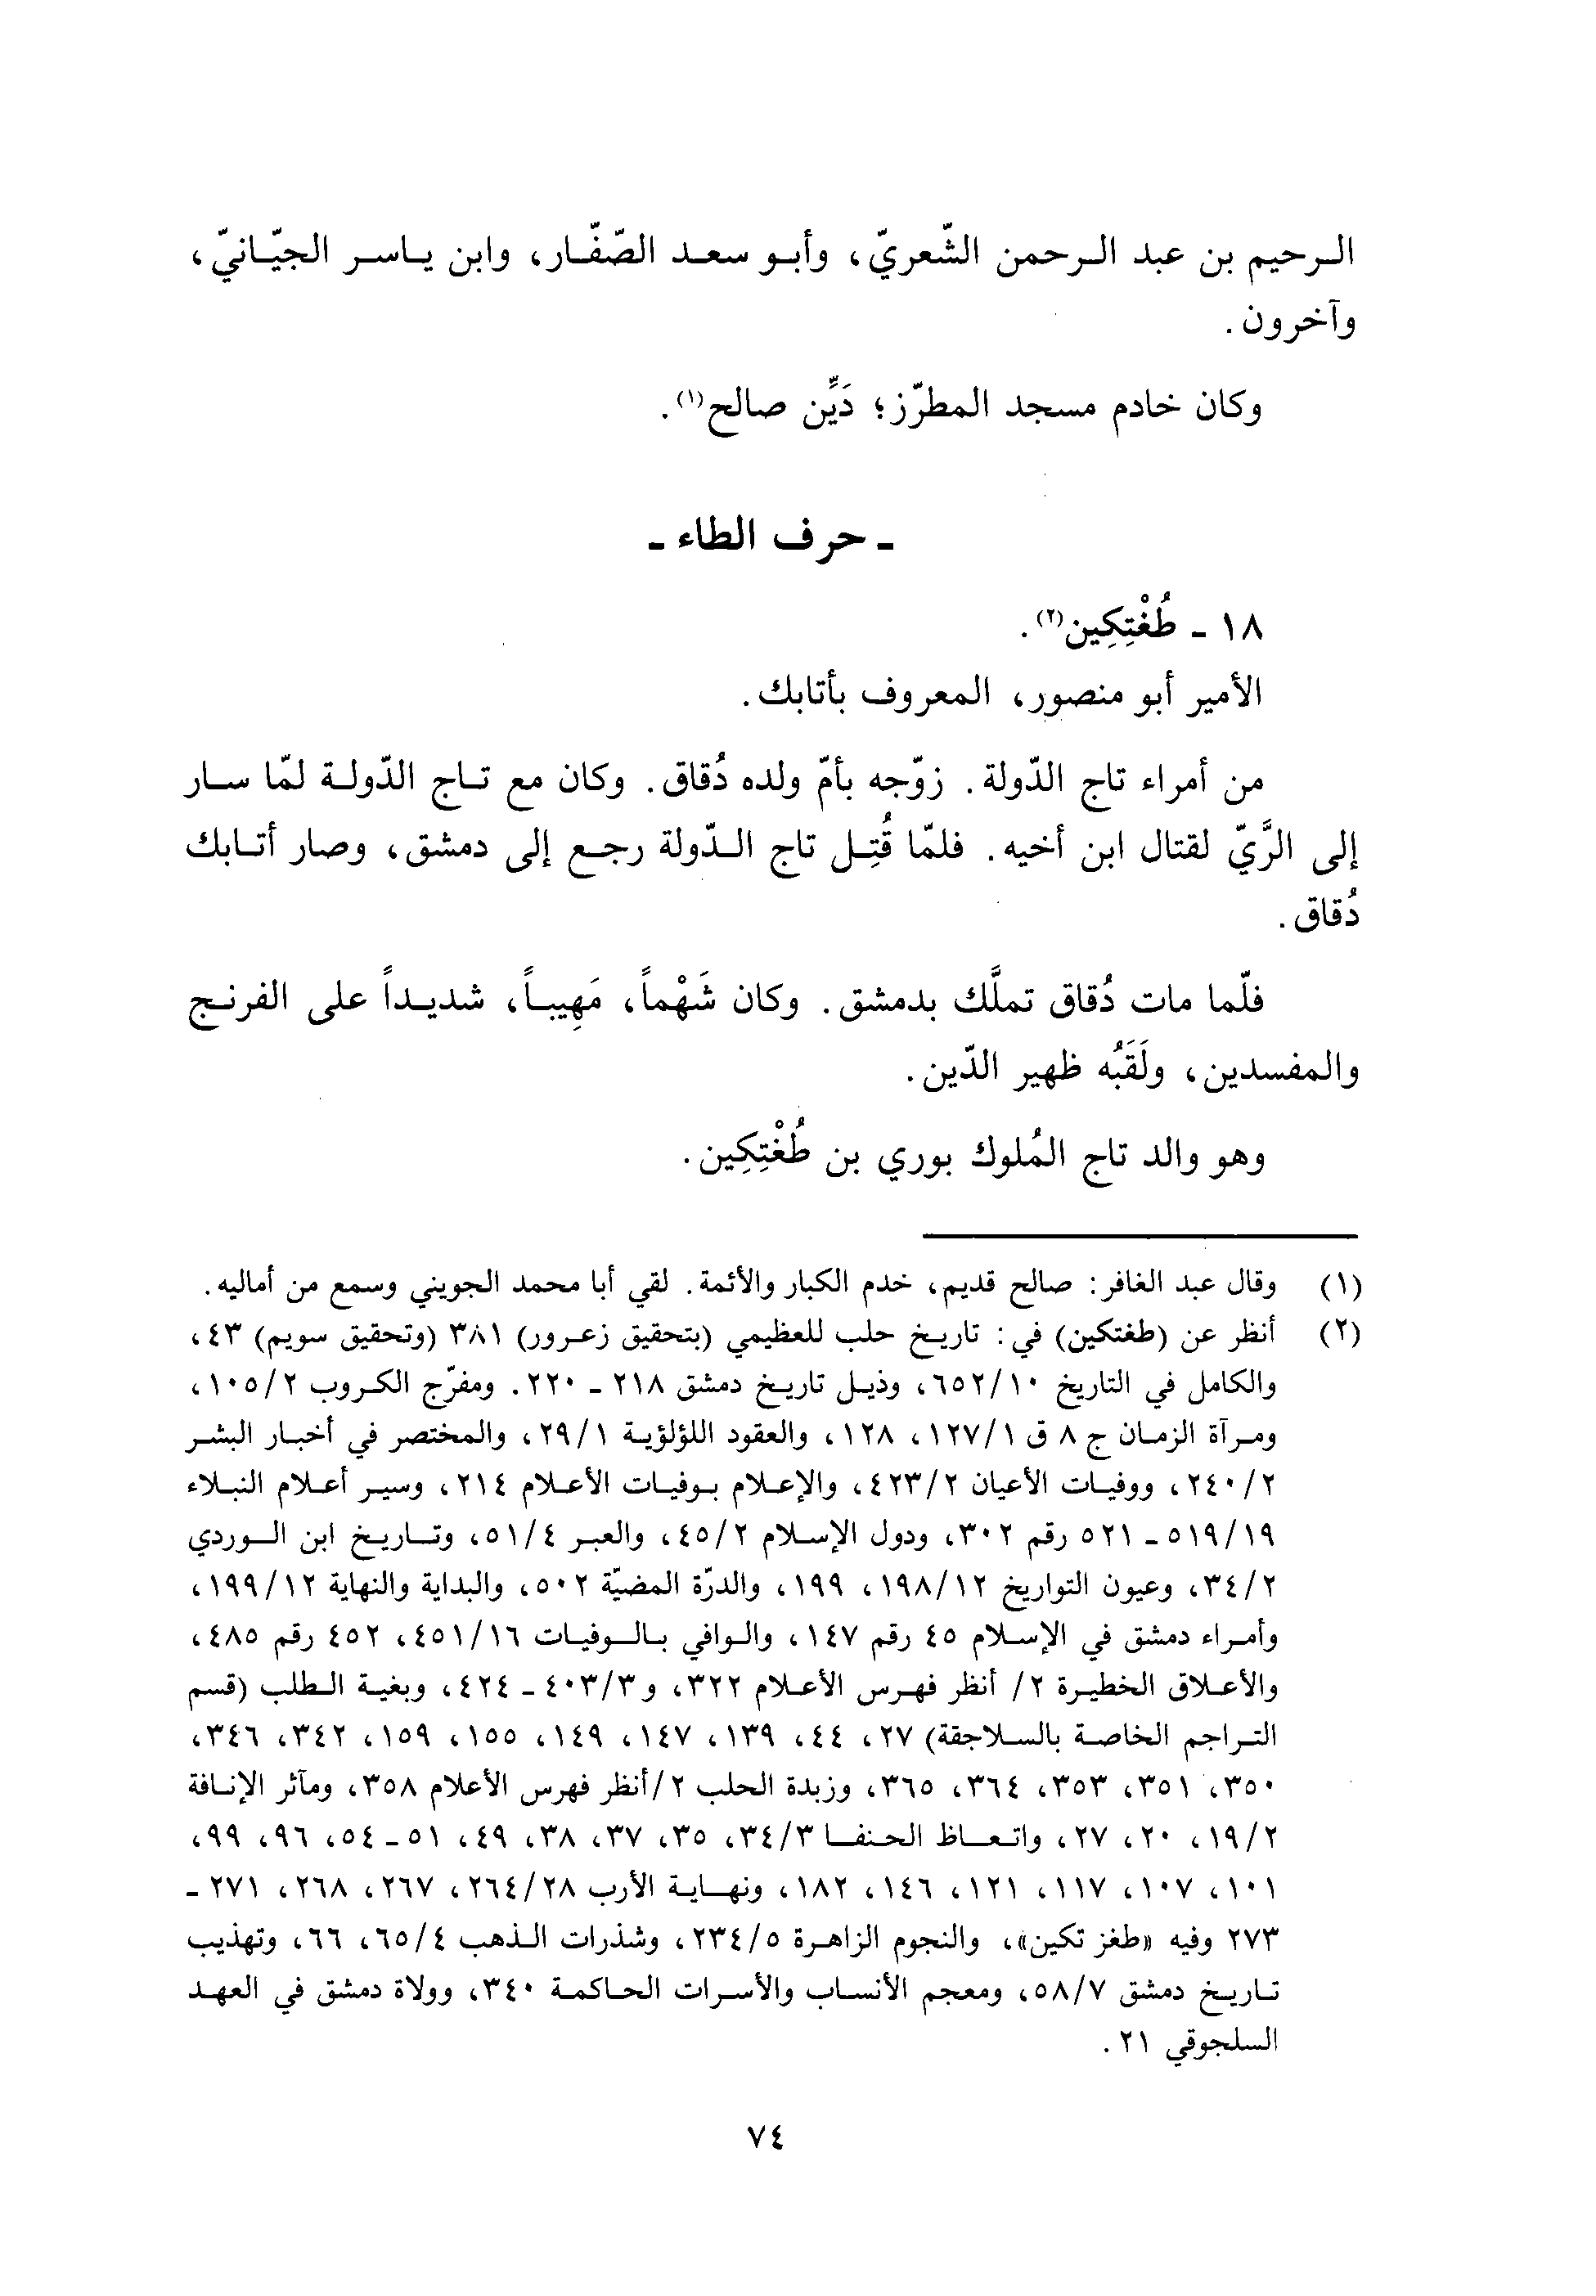 الرحيم بن عبد الرحمن الشّعريّ، وأبو سعد الصّفّار، وابن ياسر الجيّانيّ،
وآخرون.
وكان خادم مسجد المطرّز؛ دَيِّن صالح(١).
ـ حرف الطاء ـ
١٨ ـ طُغْتِكِين(٢).
الأمير أبو منصور، المعروف بأتابك.
من أمراء تاج الدّولة. زوّجه بأمّ ولده دُقاق. وكان مع تاج الدّولة لمّا سار
إلى الرَّيّ لقتال ابن أخيه. فلمّا قُتِل تاج الدّولة رجع إلى دمشق، وصار أتابك
دُقاق.
فلّما مات دُقاق تملَّك بدمشق. وكان شَهْماً، مَهِيباً، شديداً على الفرنج
والمفسدين، ولَقَبُه ظهير الدّين.
وهو والد تاج المُلوك بوري بن طُغْتِكِين.
(١) وقال عبد الغافر: صالح قديم، خدم الكبار والأئمة. لقي أبا محمد الجويني وسمع من أماليه.
(٢) أنظر عن (طغتكين) في: تاريخ حلب للعظيمي (بتحقيق زعرور) ٣٨١ (وتحقيق سويم) ٤٣،
والكامل في التاريخ ٦٥٢/١٠، وذيل تاريخ دمشق ٢١٨ ـ ٢٢٠. ومفرّج الكروب ١٠٥/٢،
ومرآة الزمان ج ٨ ق ١٢٧/١، ١٢٨، والعقود اللؤلؤية ٢٩/١، والمختصر في أخبار البشر
٢٤٠/٢، ووفيات الأعيان ٤٢٣/٢، والإعلام بوفيات الأعلام ٢١٤، وسير أعلام النبلاء
٥١٩/١٩ ـ ٥٢١ رقم ٣٠٢، ودول الإسلام ٤٥/٢، والعبر ٥١/٤، وتاريخ ابن الوردي
٣٤/٢، وعيون التواريخ ١٩٨/١٢، ١٩٩، والدرّة المضيّة ٥٠٢، والبداية والنهاية ١٩٩/١٢،
وأمراء دمشق في الإسلام ٤٥ رقم ١٤٧، والوافي بالوفيات ٤٥١/١٦، ٤٥٢ رقم ٤٨٥،
والأعلاق الخطيرة ٢/ أنظر فهرس الأعلام ٣٢٢، و٤٠٣/٣ ـ ٤٢٤، وبغية الطلب (قسم
التراجم الخاصة بالسلاجقة) ٢٧، ٤٤، ١٣٩، ١٤٧، ١٤٩، ١٥٥، ١٥٩، ٣٤٢، ٣٤٦،
٣٥٠، ٣٥١، ٣٥٣، ٣٦٤، ٣٦٥، وزبدة الحلب ٢/أنظر فهرس الأعلام ٣٥٨، ومآثر الإنافة
١٩/٢، ٢٠، ٢٧، واتعاظ الحنفا ٣٤/٣، ٣٥، ٣٧، ٣٨، ٤٩، ٥١ـ ٥٤، ٩٦، ٩٩،
١٠١، ١٠٧، ١١٧، ١٢١، ١٤٦، ١٨٢، ونهاية الأرب ٢٦٤/٢٨، ٢٦٧، ٢٦٨، ٢٧١ ـ
٢٧٣ وفيه «طغز تكين»، والنجوم الزاهرة ٢٣٤/٥، وشذرات الذهب ٦٥/٤، ٦٦، وتهذيب
تاريخ دمشق ٥٨/٧، ومعجم الأنساب والأسرات الحاكمة ٣٤٠، وولاة دمشق في العهد
السلجوقي ٢١.
٧٤